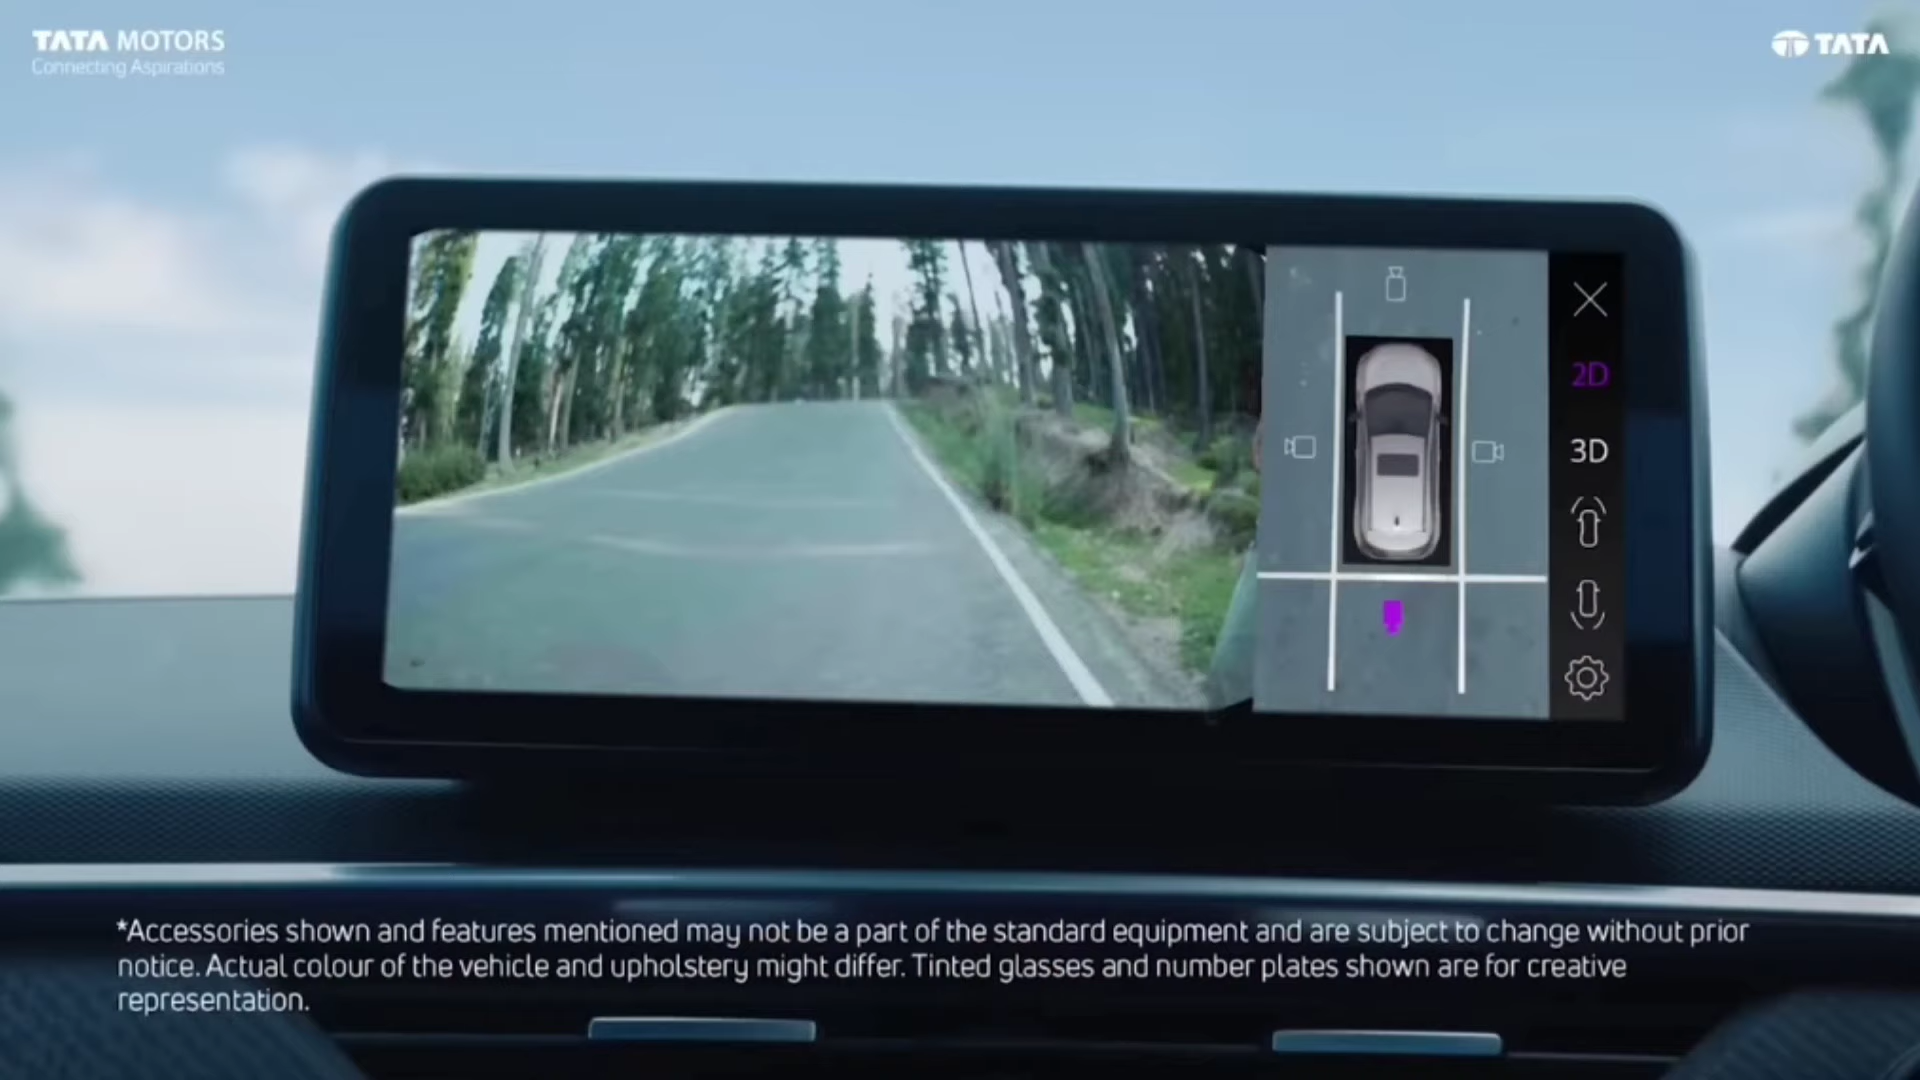 TATA MOTORS
Connecting Aspirations
TATA
2D
3D
*Accessories shown and features mentioned may not be a part of the standard equipment and are subject to change without prior
notice. Actual colour of the vehicle and upholstery might differ. Tinted glasses and number plates shown are for creative
representation.